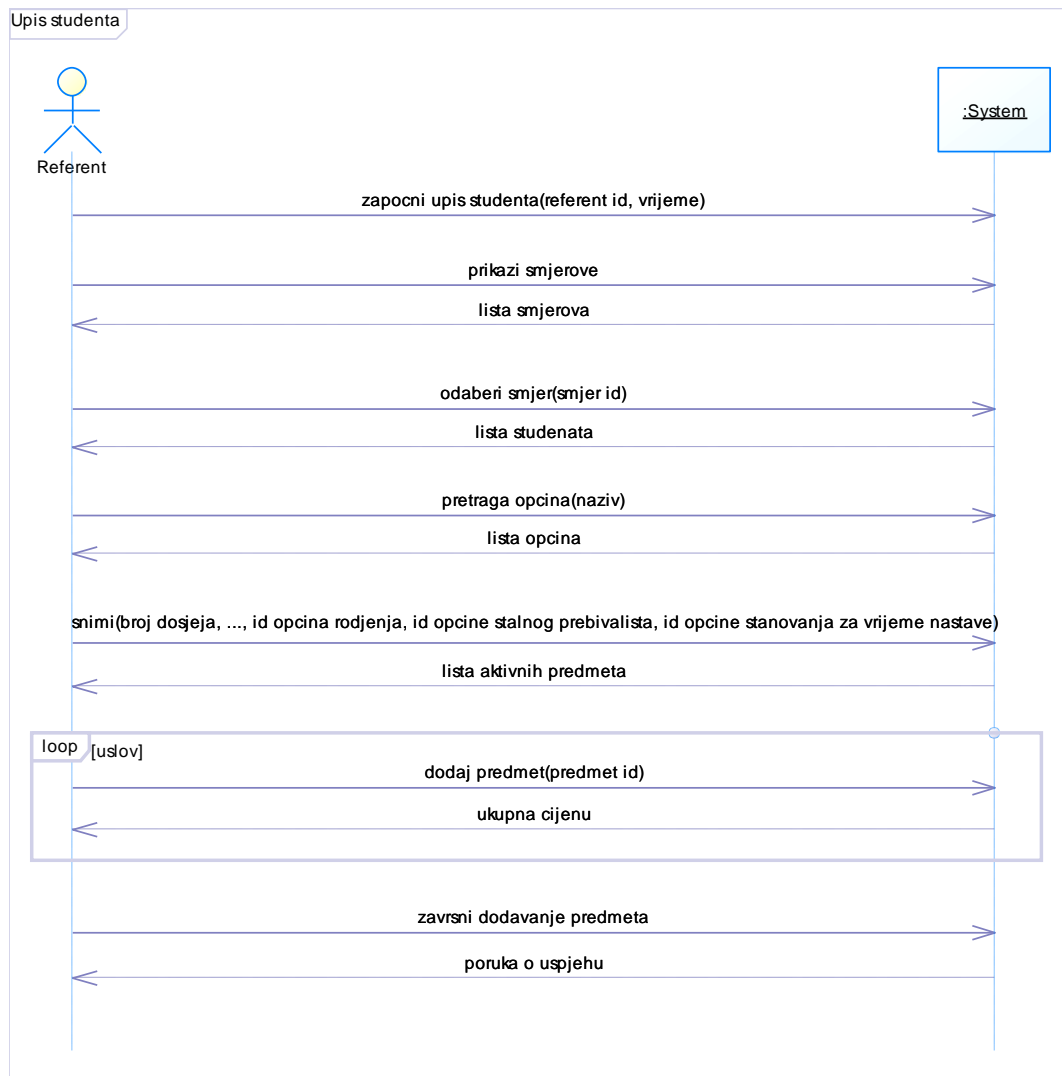 Upis studenta
:System
Referent
zapocni upis studenta(referent id, vrijeme)
prikazi smjerove
lista smjerova
odaberi smjer(smjer id)
lista studenata
pretraga opcina(naziv)
lista opcina
snimi(broj dosjeja, ..., id opcina rodjenja, id opcine stalnog prebivalista, id opcine stanovanja za vrijeme nastave)
lista aktivnih predmeta
loop
[uslov]
dodaj predmet(predmet id)
ukupna cijenu
zavrsni dodavanje predmeta
poruka o uspjehu